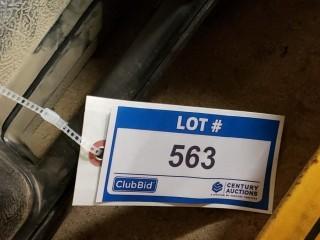 LOT #
563
ClubBid
CENTURY
AUCTIONS